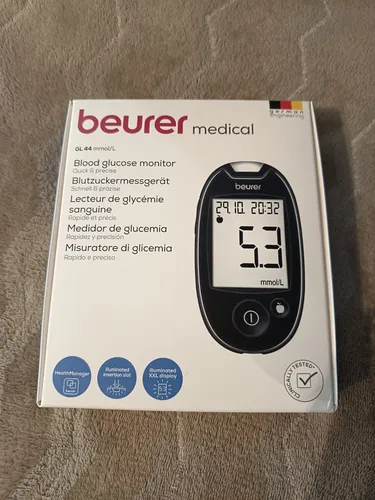 beurer medical
german
engineering
GL 44 mmol/L
Blood glucose monitor
Quick & precise
Blutzuckermessgerät
Schnell & präzise
Lecteur de glycémie
sanguine
Rapide et précis
Medidor de glucemia
Rapidez y precisión
Misuratore di glicemia
Rapido e preciso
beurer
29.10. 20:32
5.3
mmol/L
HealthManager
illuminated
insertion slot
illuminated
XXL display
CLINICALLY TESTED